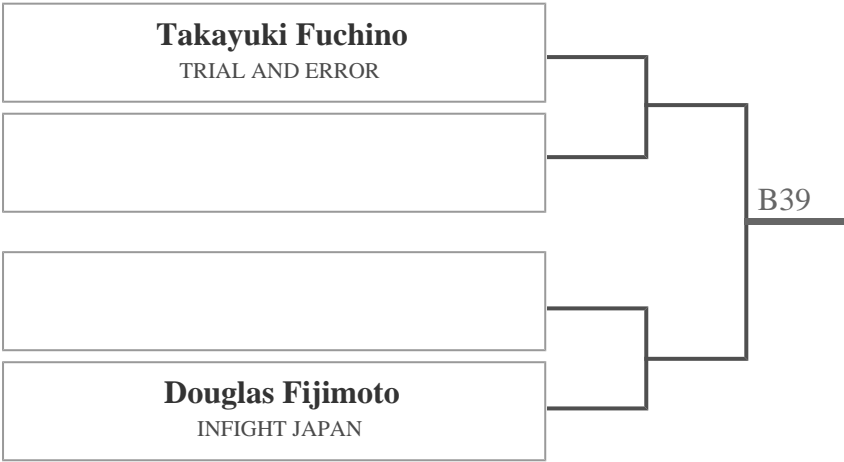 Takayuki Fuchino
TRIAL AND ERROR
B39
Douglas Fijimoto
INFIGHT JAPAN